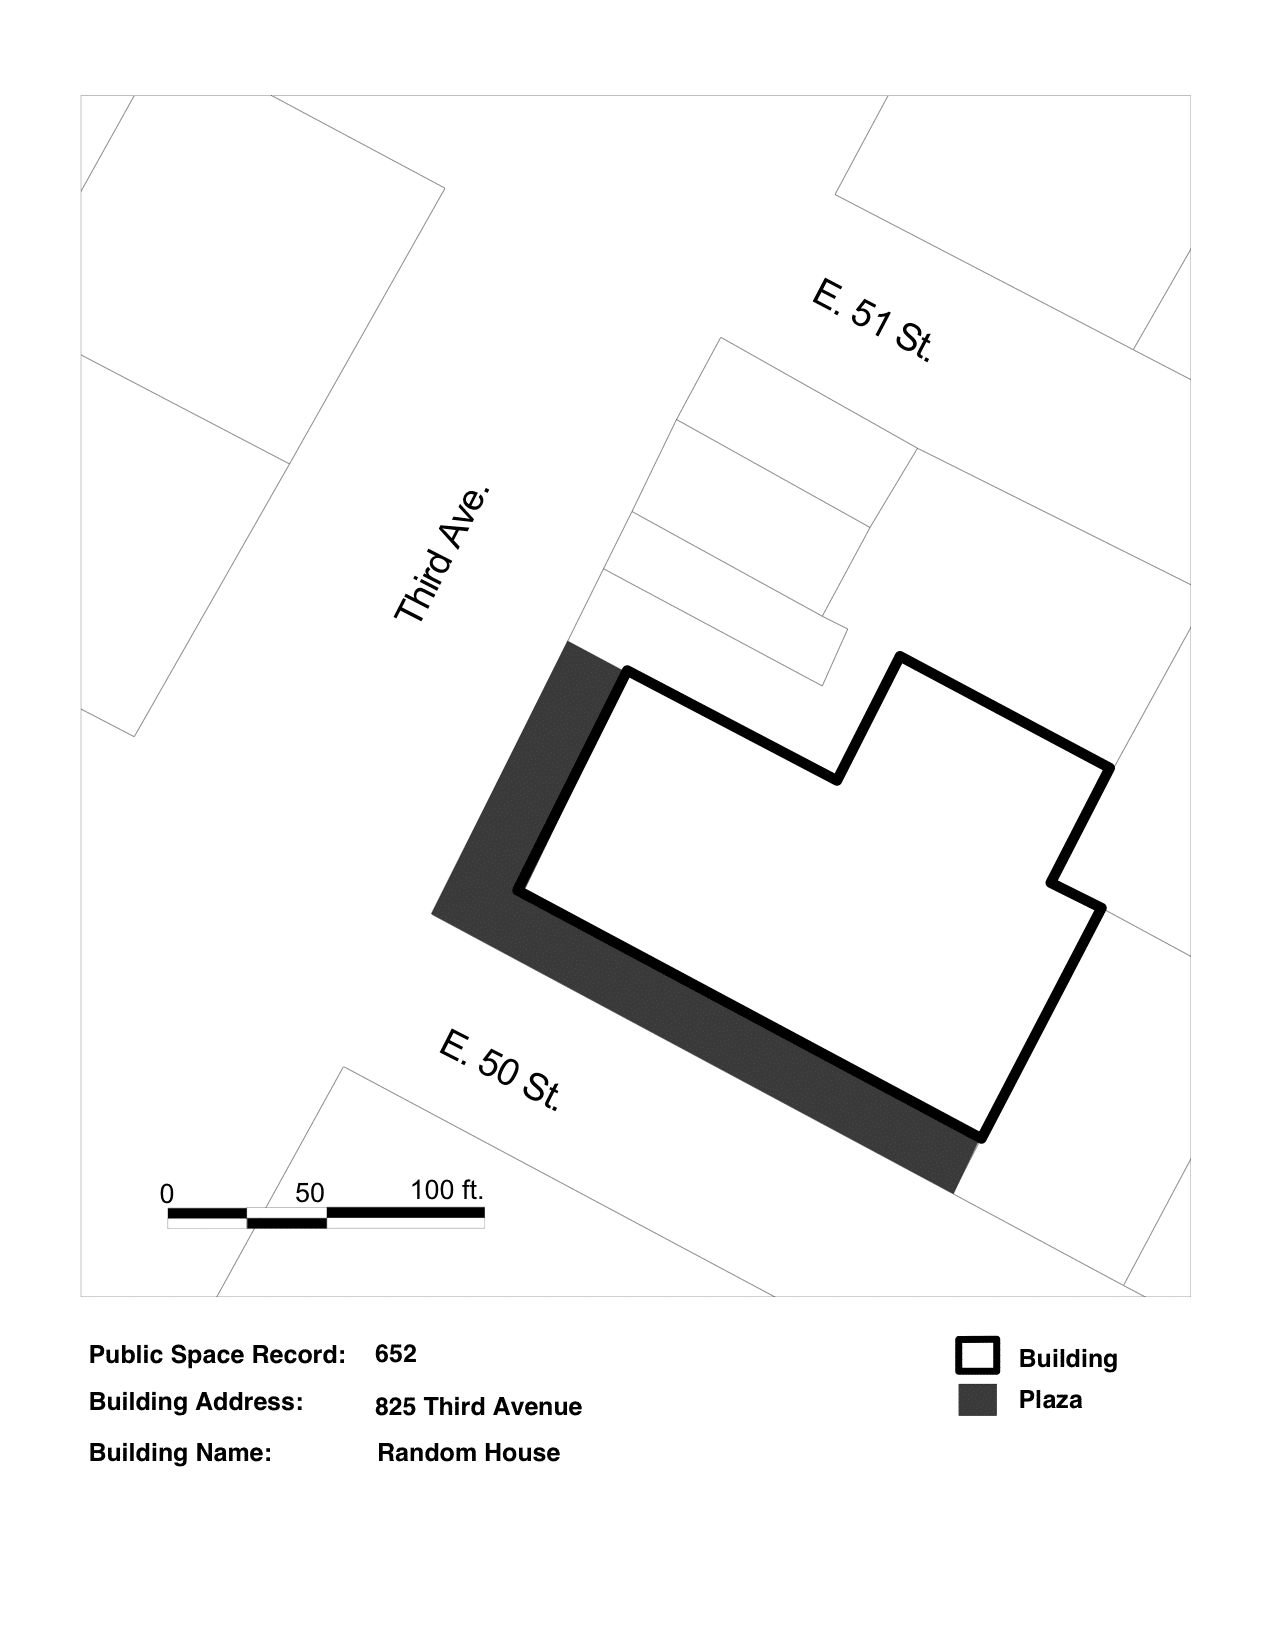 E. 51 St.
Third Ave.
E. 50 St.
0 50 100 ft.
Public Space Record: 652
Building Address: 825 Third Avenue
Building Name: Random House
Building
Plaza